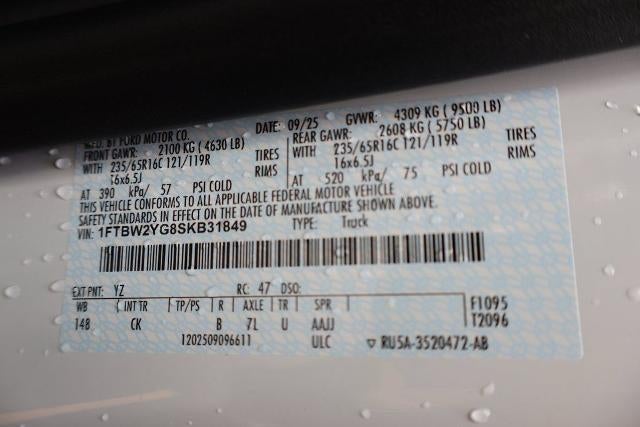 MFD. BY FORD MOTOR CO. DATE: 09/25 GVWR: 4309 KG ( 9500 LB)
FRONT GAWR: 2100 KG ( 4630 LB) REAR GAWR: 2608 KG ( 5750 LB)
WITH 235/65R16C 121/119R TIRES WITH 235/65R16C 121/119R TIRES
16x6.5J RIMS 16x6.5J RIMS
AT 390 kPa/ 57 PSI COLD AT 520 kPa/ 75 PSI COLD
THIS VEHICLE CONFORMS TO ALL APPLICABLE FEDERAL MOTOR VEHICLE
SAFETY STANDARDS IN EFFECT ON THE DATE OF MANUFACTURE SHOWN ABOVE.
VIN: 1FTBW2YG8SKB31849 TYPE: Truck
EXT PNT: YZ RC: 47 DSO:
WB INT TR TP/PS R AXLE TR SPR F1095
148 CK B 7L U AAJJ T2096
1202509096611 ULC ▽ RU5A-3520472-AB